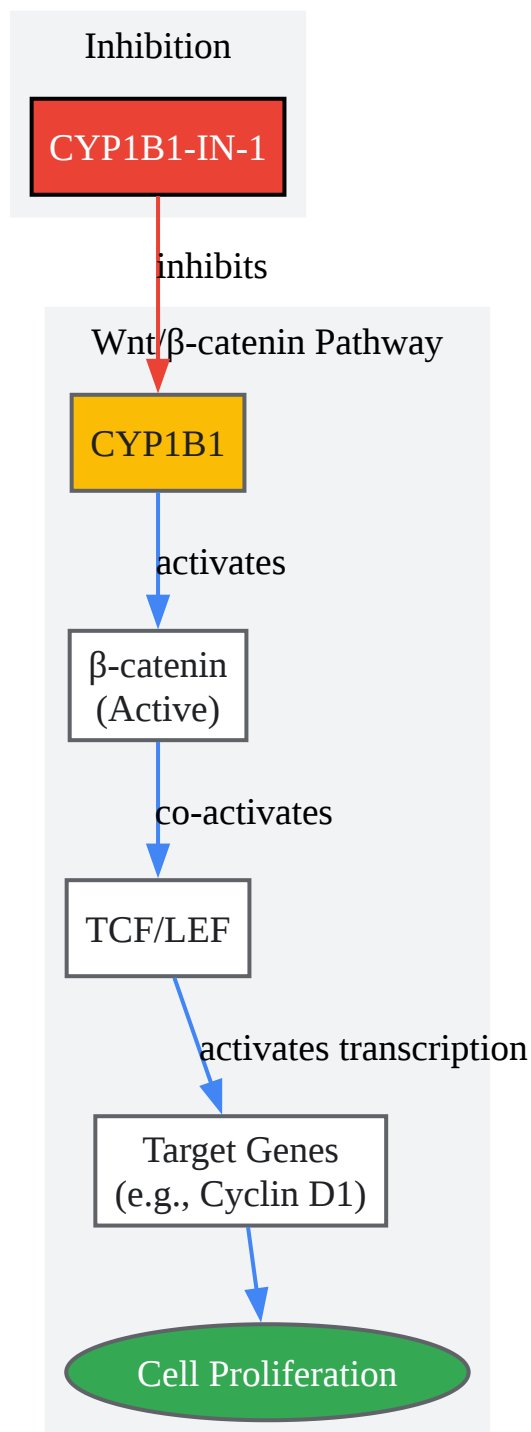 Inhibition
CYP1B1-IN-1
inhibits
Wnt/β-catenin Pathway
CYP1B1
activates
β-catenin
(Active)
co-activates
TCF/LEF
activates transcription
Target Genes
(e.g., Cyclin D1)
Cell Proliferation